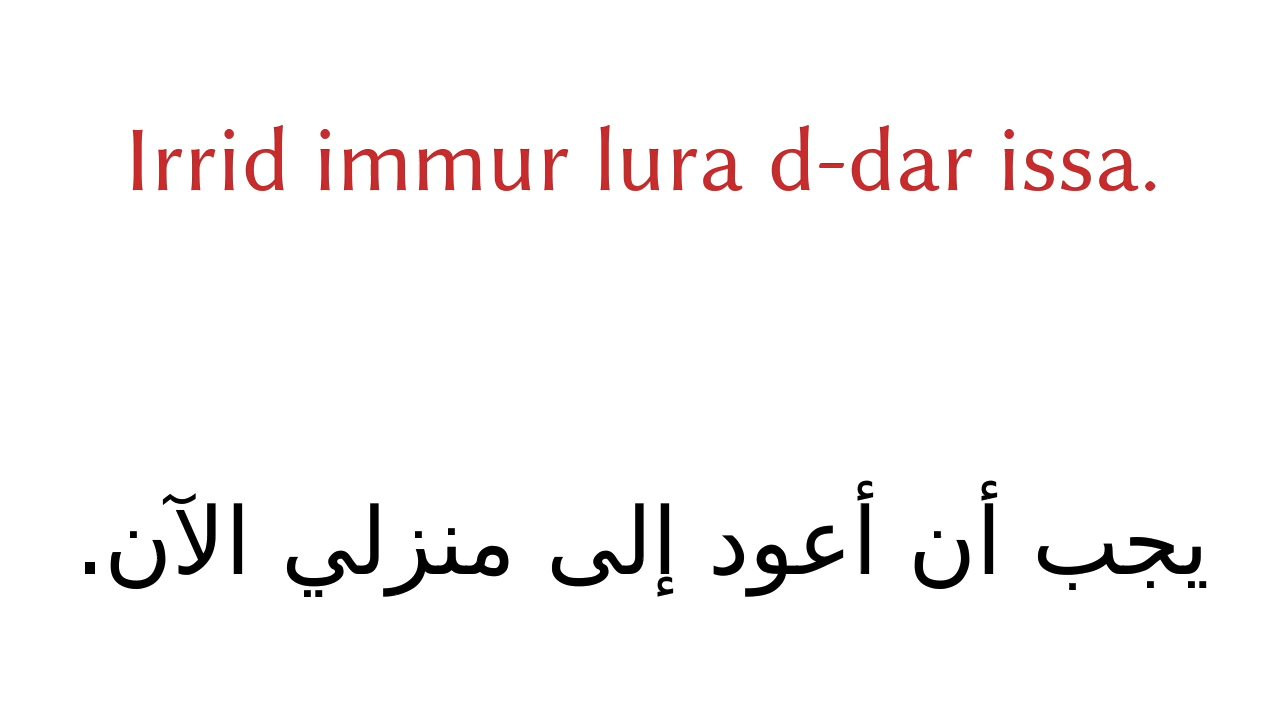 Irrid immur lura d-dar issa.
يجب أن أعود إلى منزلي الآن.